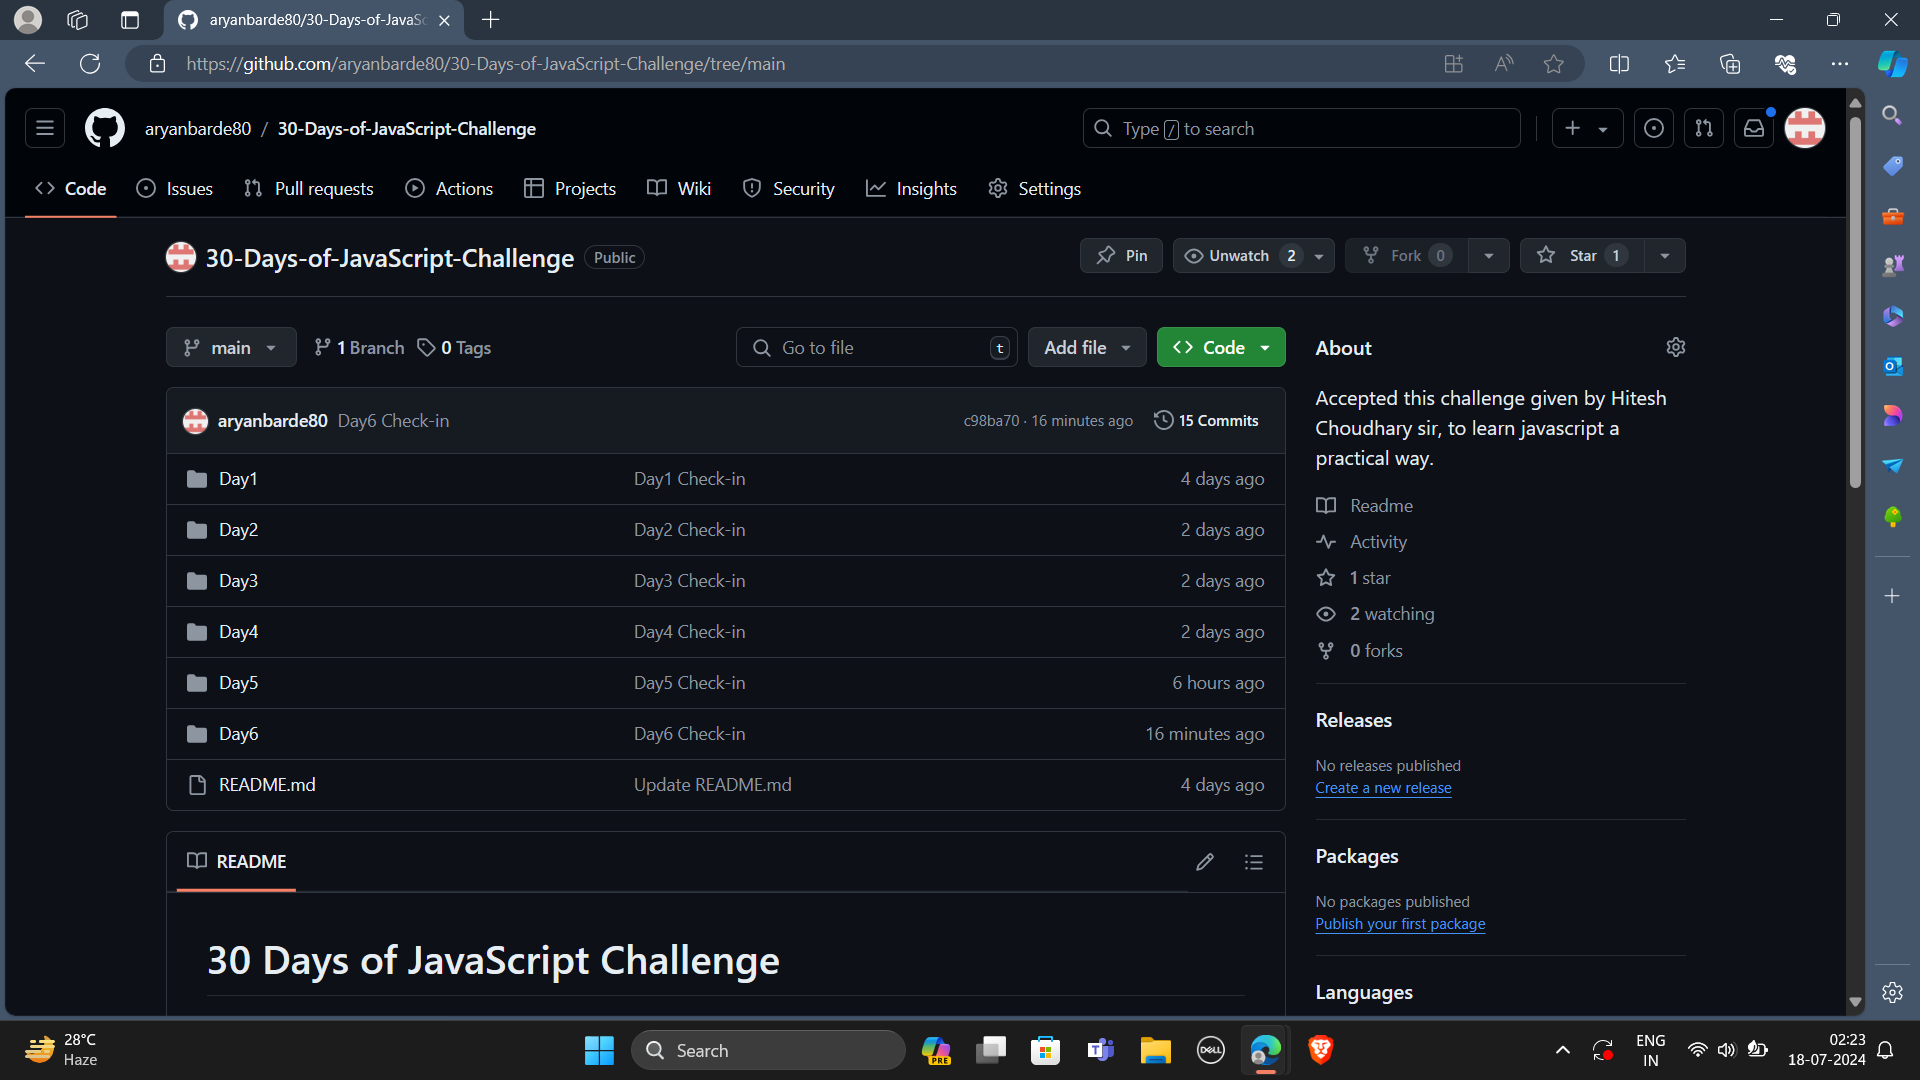 aryanbarde80/30-Days-of-JavaSc
https://github.com/aryanbarde80/30-Days-of-JavaScript-Challenge/tree/main
aryanbarde80 / 30-Days-of-JavaScript-Challenge
Type / to search
Code Issues Pull requests Actions Projects Wiki Security Insights Settings
30-Days-of-JavaScript-Challenge Public
Pin Unwatch 2 Fork 0 Star 1
main 1 Branch 0 Tags Go to file t Add file Code
aryanbarde80 Day6 Check-in c98ba70 · 16 minutes ago 15 Commits
Day1 Day1 Check-in 4 days ago
Day2 Day2 Check-in 2 days ago
Day3 Day3 Check-in 2 days ago
Day4 Day4 Check-in 2 days ago
Day5 Day5 Check-in 6 hours ago
Day6 Day6 Check-in 16 minutes ago
README.md Update README.md 4 days ago
README
30 Days of JavaScript Challenge
About
Accepted this challenge given by Hitesh
Choudhary sir, to learn javascript a
practical way.
Readme
Activity
1 star
2 watching
0 forks
Releases
No releases published
Create a new release
Packages
No packages published
Publish your first package
Languages
28°C
Haze
Search
PRE
DELL
ENG
IN
02:23
18-07-2024